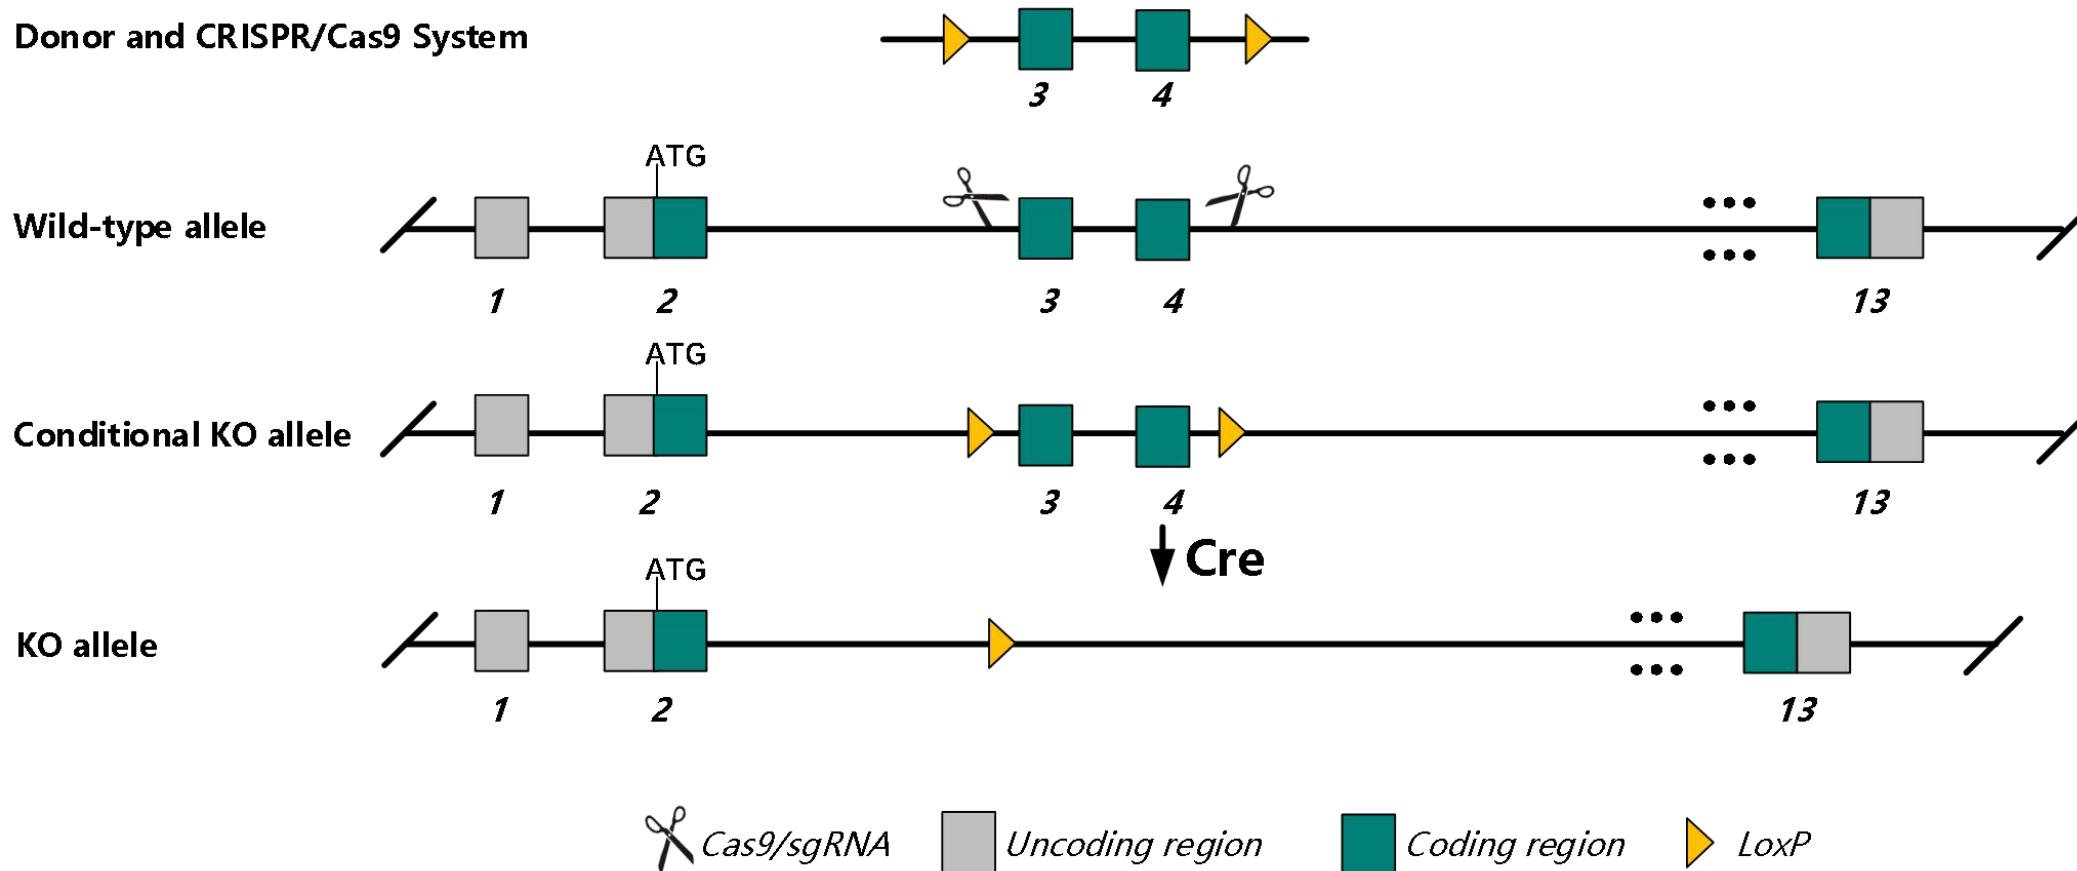 Donor and CRISPR/Cas9 System
3 4
ATG
Wild-type allele
1 2 3 4 13
ATG
Conditional KO allele
1 2 3 4 13
Cre
ATG
KO allele
1 2 13
Cas9/sgRNA Uncoding region Coding region LoxP